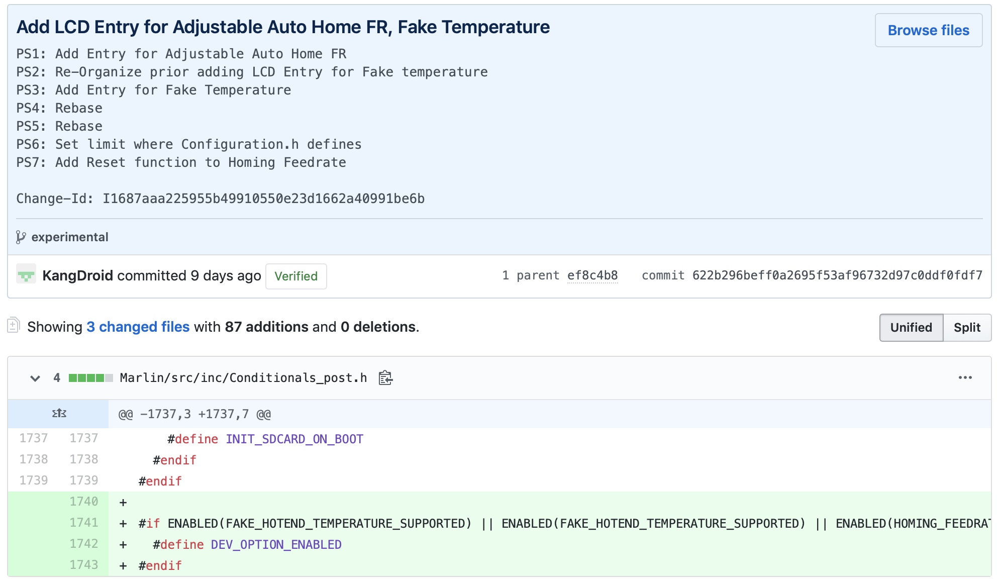 Add LCD Entry for Adjustable Auto Home FR, Fake Temperature
Browse files
PS1: Add Entry for Adjustable Auto Home FR
PS2: Re-Organize prior adding LCD Entry for Fake temperature
PS3: Add Entry for Fake Temperature
PS4: Rebase
PS5: Rebase
PS6: Set limit where Configuration.h defines
PS7: Add Reset function to Homing Feedrate
Change-Id: I1687aaa225955b49910550e23d1662a40991be6b
experimental
KangDroid committed 9 days ago Verified 1 parent ef8c4b8 commit 622b296beff0a2695f53af96732d97c0ddf0fdf7
Showing 3 changed files with 87 additions and 0 deletions.
Unified Split
4 Marlin/src/inc/Conditionals_post.h
@@ -1737,3 +1737,7 @@
1737 1737 #define INIT_SDCARD_ON_BOOT
1738 1738 #endif
1739 1739 #endif
1740 +
1741 + #if ENABLED(FAKE_HOTEND_TEMPERATURE_SUPPORTED) || ENABLED(FAKE_HOTEND_TEMPERATURE_SUPPORTED) || ENABLED(HOMING_FEEDRAT
1742 + #define DEV_OPTION_ENABLED
1743 + #endif